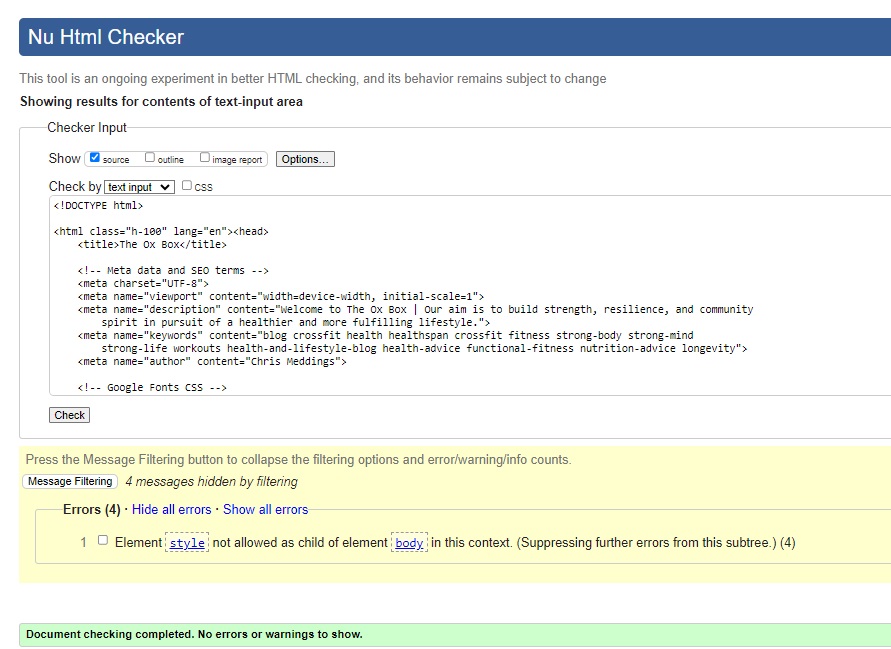 Nu Html Checker
This tool is an ongoing experiment in better HTML checking, and its behavior remains subject to change
Showing results for contents of text-input area
Checker Input
Show source outline image report Options...
Check by text input css
<!DOCTYPE html>
<html class="h-100" lang="en"><head>
<title>The Ox Box</title>
<!-- Meta data and SEO terms -->
<meta charset="UTF-8">
<meta name="viewport" content="width=device-width, initial-scale=1">
<meta name="description" content="Welcome to The Ox Box | Our aim is to build strength, resilience, and community
spirit in pursuit of a healthier and more fulfilling lifestyle.">
<meta name="keywords" content="blog crossfit health healthspan crossfit fitness strong-body strong-mind
strong-life workouts health-and-lifestyle-blog health-advice functional-fitness nutrition-advice longevity">
<meta name="author" content="Chris Meddings">
<!-- Google Fonts CSS -->
Check
Press the Message Filtering button to collapse the filtering options and error/warning/info counts.
Message Filtering 4 messages hidden by filtering
Errors (4) · Hide all errors · Show all errors
1 Element style not allowed as child of element body in this context. (Suppressing further errors from this subtree.) (4)
Document checking completed. No errors or warnings to show.